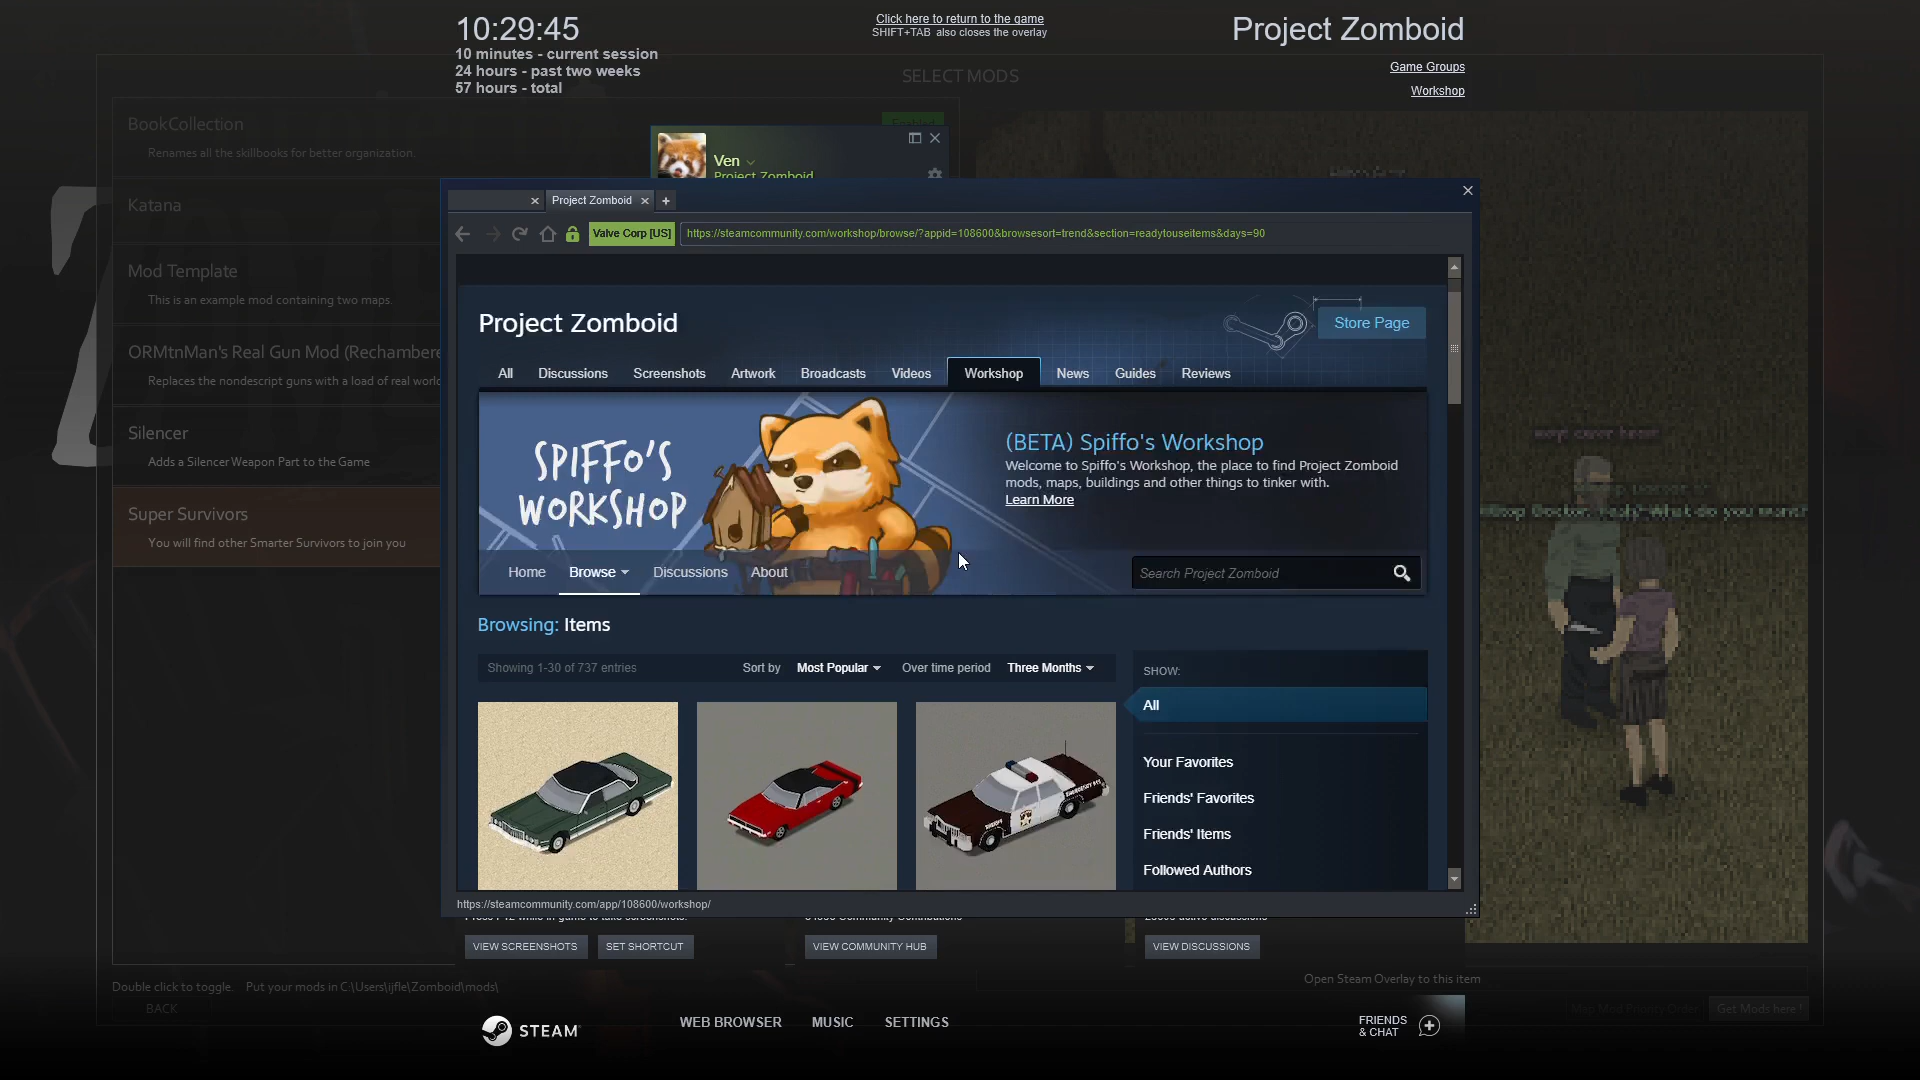 10:29:45
10 minutes - current session
24 hours - past two weeks
57 hours - total
Click here to return to the game
SHIFT+TAB also closes the overlay
Project Zomboid
Game Groups
Workshop
SELECT MODS
BookCollection
Renames all the skillbooks for better organization.
Katana
Mod Template
This is an example mod containing two maps.
ORMtnMan's Real Gun Mod (Rechambere
Replaces the nondescript guns with a load of real worl
Silencer
Adds a Silencer Weapon Part to the Game
Super Survivors
You will find other Smarter Survivors to join you
Ven
Project Zomboid
Project Zomboid
Valve Corp [US]
https://steamcommunity.com/workshop/browse/?appid=108600&browsesort=trend&section=readytouseitems&days=90
Project Zomboid
Store Page
All Discussions Screenshots Artwork Broadcasts Videos Workshop News Guides Reviews
SPIFFO'S
WORKSHOP
(BETA) Spiffo's Workshop
Welcome to Spiffo's Workshop, the place to find Project Zomboid
mods, maps, buildings and other things to tinker with.
Learn More
Home Browse Discussions About
Search Project Zomboid
Browsing: Items
Showing 1-30 of 737 entries
Sort by Most Popular Over time period Three Months
SHOW:
All
Your Favorites
Friends' Favorites
Friends' Items
Followed Authors
https://steamcommunity.com/app/108600/workshop/
VIEW SCREENSHOTS
SET SHORTCUT
VIEW COMMUNITY HUB
VIEW DISCUSSIONS
Open Steam Overlay to this item
Double click to toggle. Put your mods in C:\Users\ijfle\Zomboid\mods\
BACK
Map Mod Priority Order
Get Mods here !
STEAM
WEB BROWSER
MUSIC
SETTINGS
FRIENDS
& CHAT